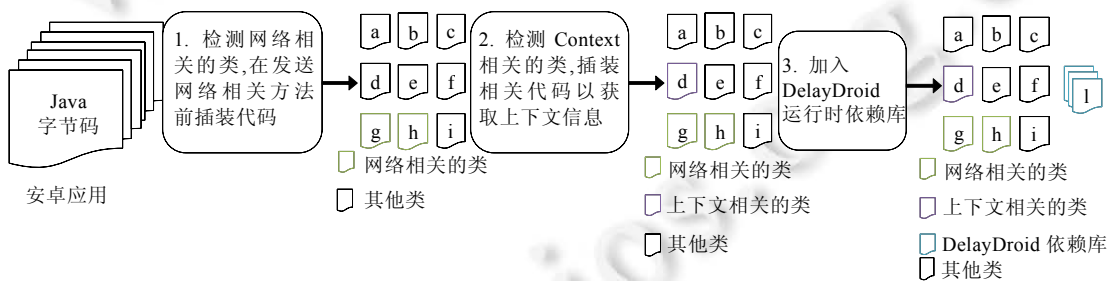 Java
字节码
安卓应用
1. 检测网络相
关的类,在发送
网络相关方法
前插装代码
a b c
d e f
g h i
网络相关的类
其他类
2. 检测 Context
相关的类,插装
相关代码以获
取上下文信息
a b c
d e f
g h i
网络相关的类
上下文相关的类
其他类
3. 加入
DelayDroid
运行时依赖库
a b c
d e f
g h i
l
网络相关的类
上下文相关的类
DelayDroid 依赖库
其他类